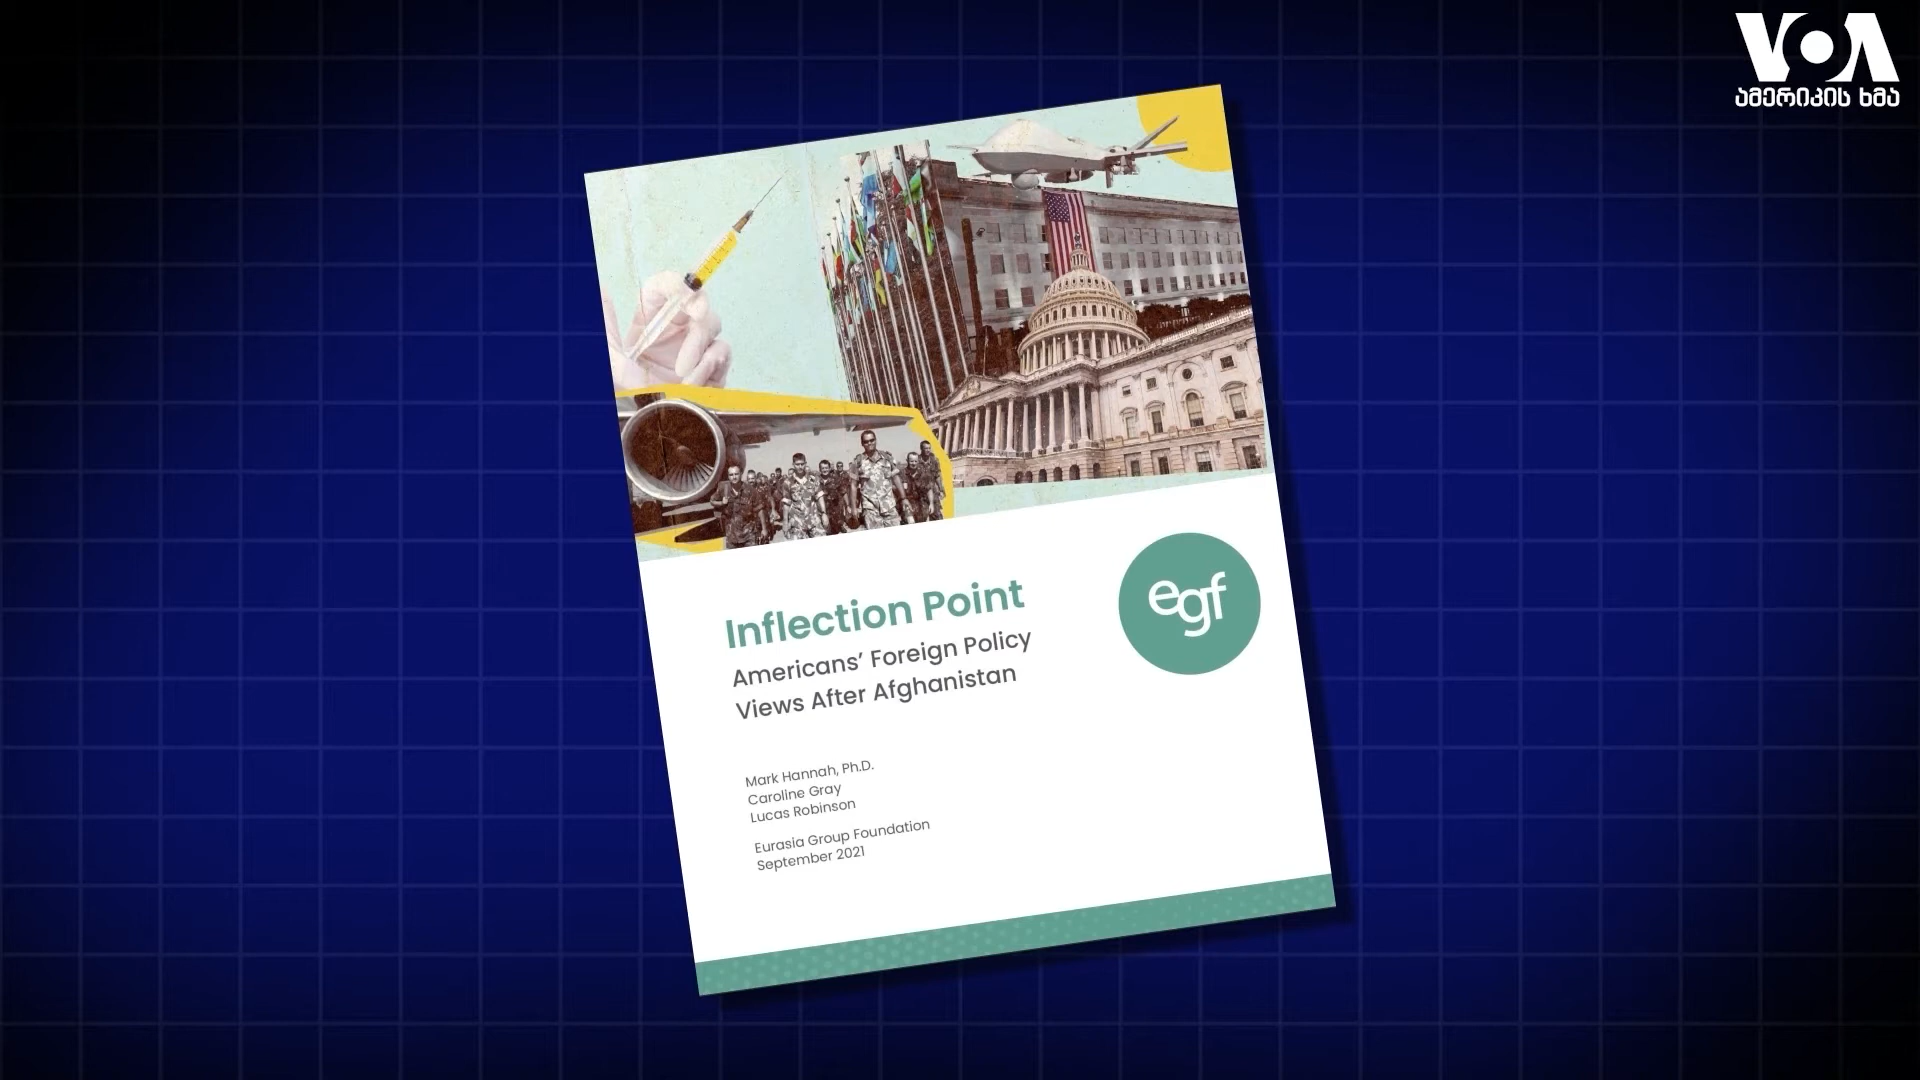 VOA
ამერიკის ხმა
Inflection Point
Americans’ Foreign Policy
Views After Afghanistan
egf
Mark Hannah, Ph.D.
Caroline Gray
Lucas Robinson
Eurasia Group Foundation
September 2021